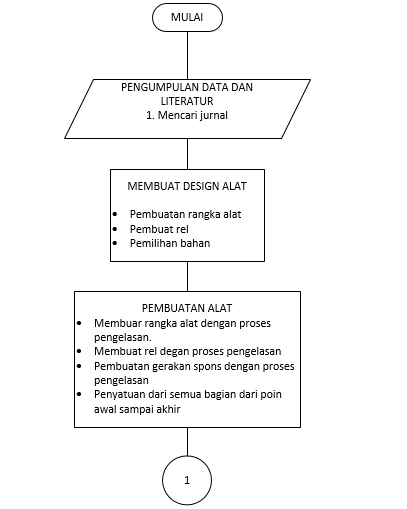 MULAI
PENGUMPULAN DATA DAN
LITERATUR
1. Mencari jurnal
MEMBUAT DESIGN ALAT
• Pembuatan rangka alat
• Pembuat rel
• Pemilihan bahan
PEMBUATAN ALAT
• Membuar rangka alat dengan proses
pengelasan.
• Membuat rel degan proses pengelasan
• Pembuatan gerakan spons dengan proses
pengelasan
• Penyatuan dari semua bagian dari poin
awal sampai akhir
1